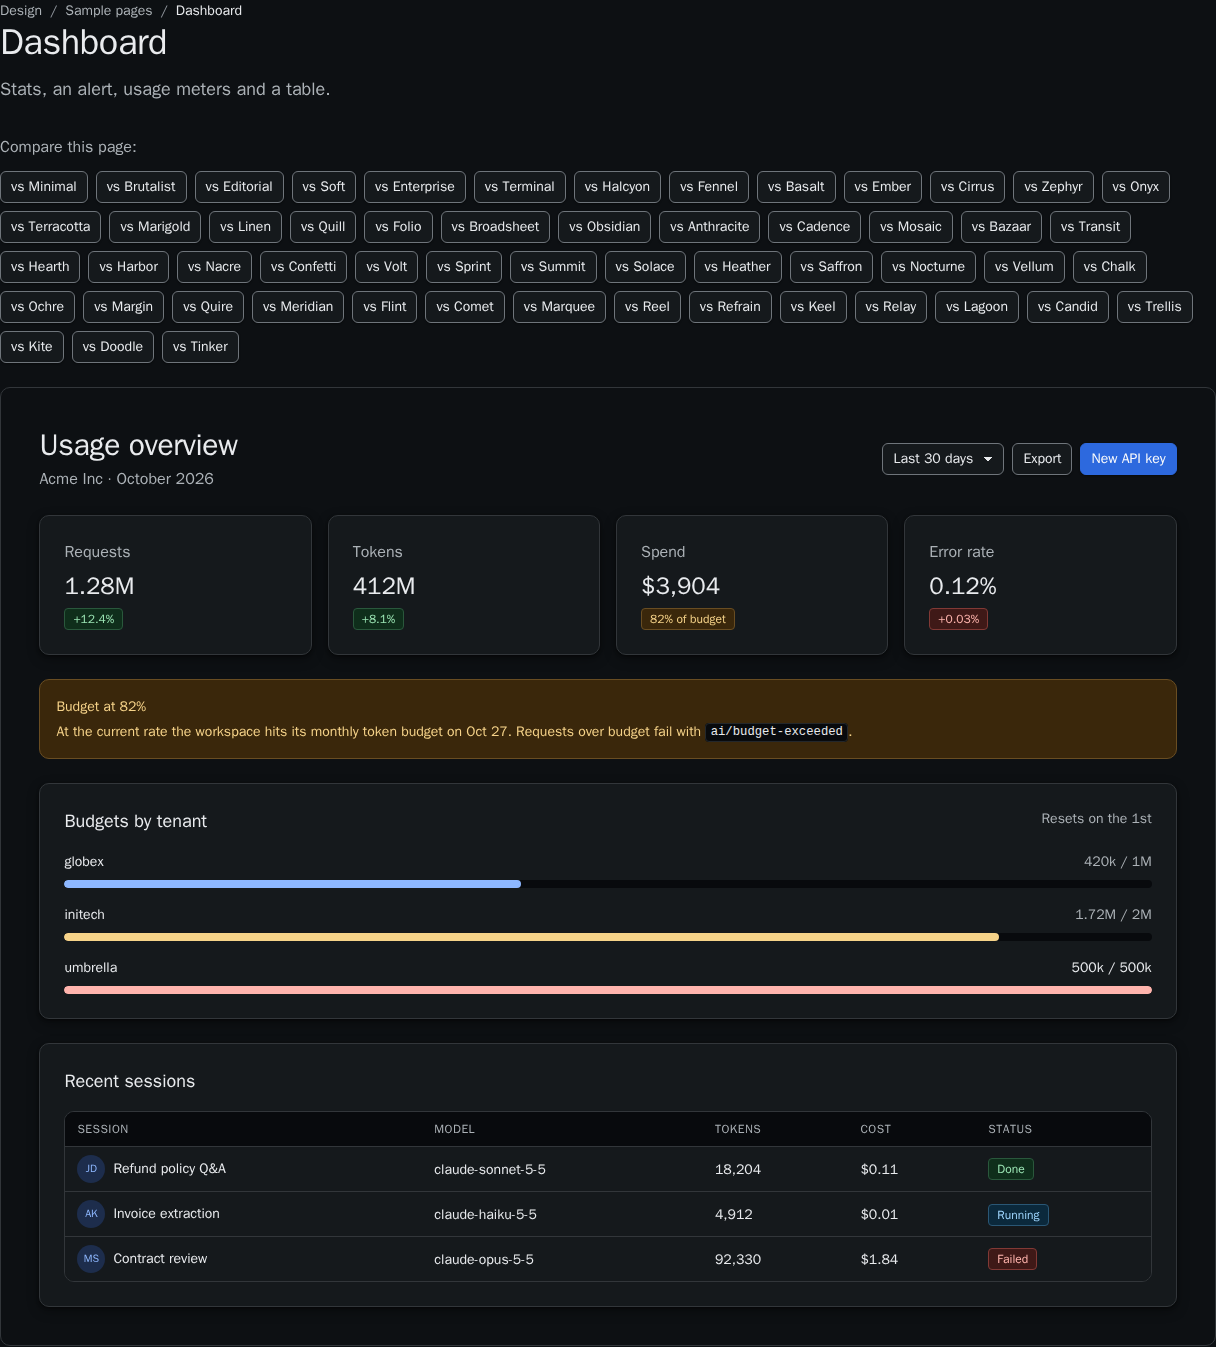 Design / Sample pages / Dashboard
Dashboard
Stats, an alert, usage meters and a table.
Compare this page:
vs Minimal vs Brutalist vs Editorial vs Soft vs Enterprise vs Terminal vs Halcyon vs Fennel vs Basalt vs Ember vs Cirrus vs Zephyr vs Onyx
vs Terracotta vs Marigold vs Linen vs Quill vs Folio vs Broadsheet vs Obsidian vs Anthracite vs Cadence vs Mosaic vs Bazaar vs Transit
vs Hearth vs Harbor vs Nacre vs Confetti vs Volt vs Sprint vs Summit vs Solace vs Heather vs Saffron vs Nocturne vs Vellum vs Chalk
vs Ochre vs Margin vs Quire vs Meridian vs Flint vs Comet vs Marquee vs Reel vs Refrain vs Keel vs Relay vs Lagoon vs Candid vs Trellis
vs Kite vs Doodle vs Tinker
Usage overview
Acme Inc · October 2026
Last 30 days Export New API key
Requests
1.28M
+12.4%
Tokens
412M
+8.1%
Spend
$3,904
82% of budget
Error rate
0.12%
+0.03%
Budget at 82%
At the current rate the workspace hits its monthly token budget on Oct 27. Requests over budget fail with ai/budget-exceeded.
Budgets by tenant Resets on the 1st
globex 420k / 1M
initech 1.72M / 2M
umbrella 500k / 500k
Recent sessions
SESSION MODEL TOKENS COST STATUS
JD Refund policy Q&A claude-sonnet-5-5 18,204 $0.11 Done
AK Invoice extraction claude-haiku-5-5 4,912 $0.01 Running
MS Contract review claude-opus-5-5 92,330 $1.84 Failed